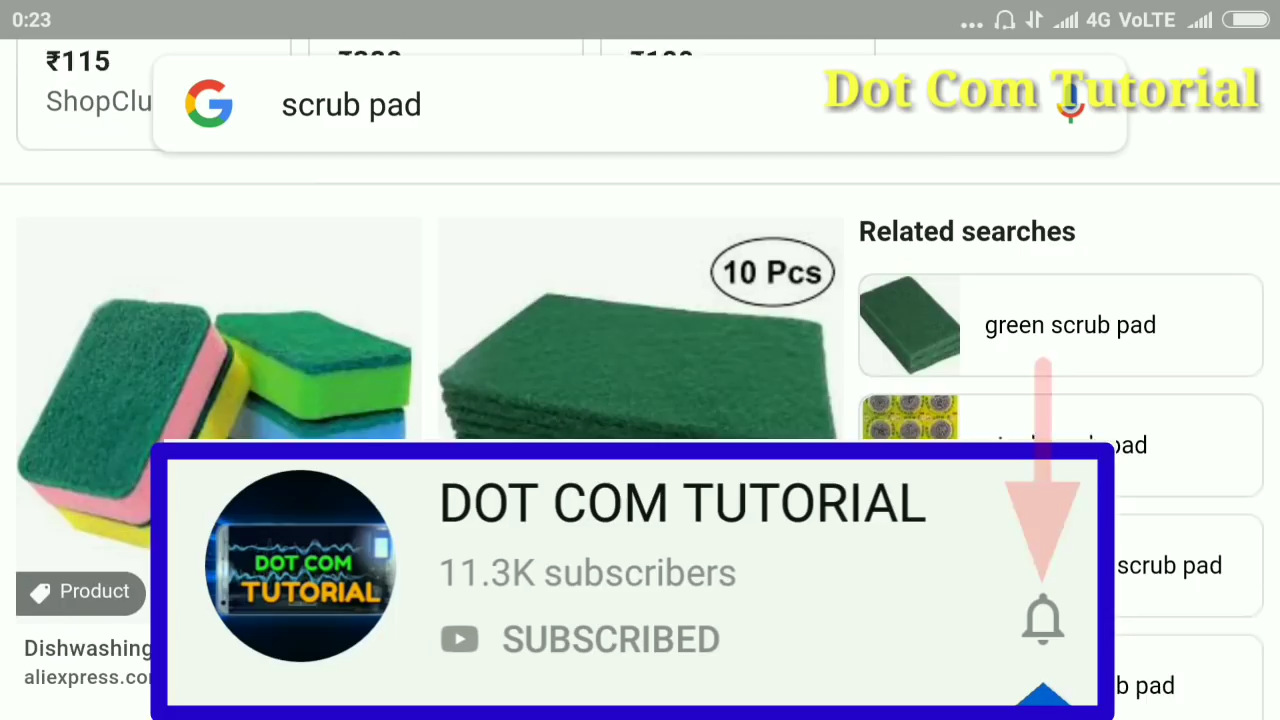 0:23
4G VoLTE
₹115
ShopClu
scrub pad
Dot Com Tutorial
10 Pcs
Related searches
green scrub pad
pad
scrub pad
b pad
Product
Dishwashing
aliexpress.co
DOT COM
TUTORIAL
DOT COM TUTORIAL
11.3K subscribers
SUBSCRIBED